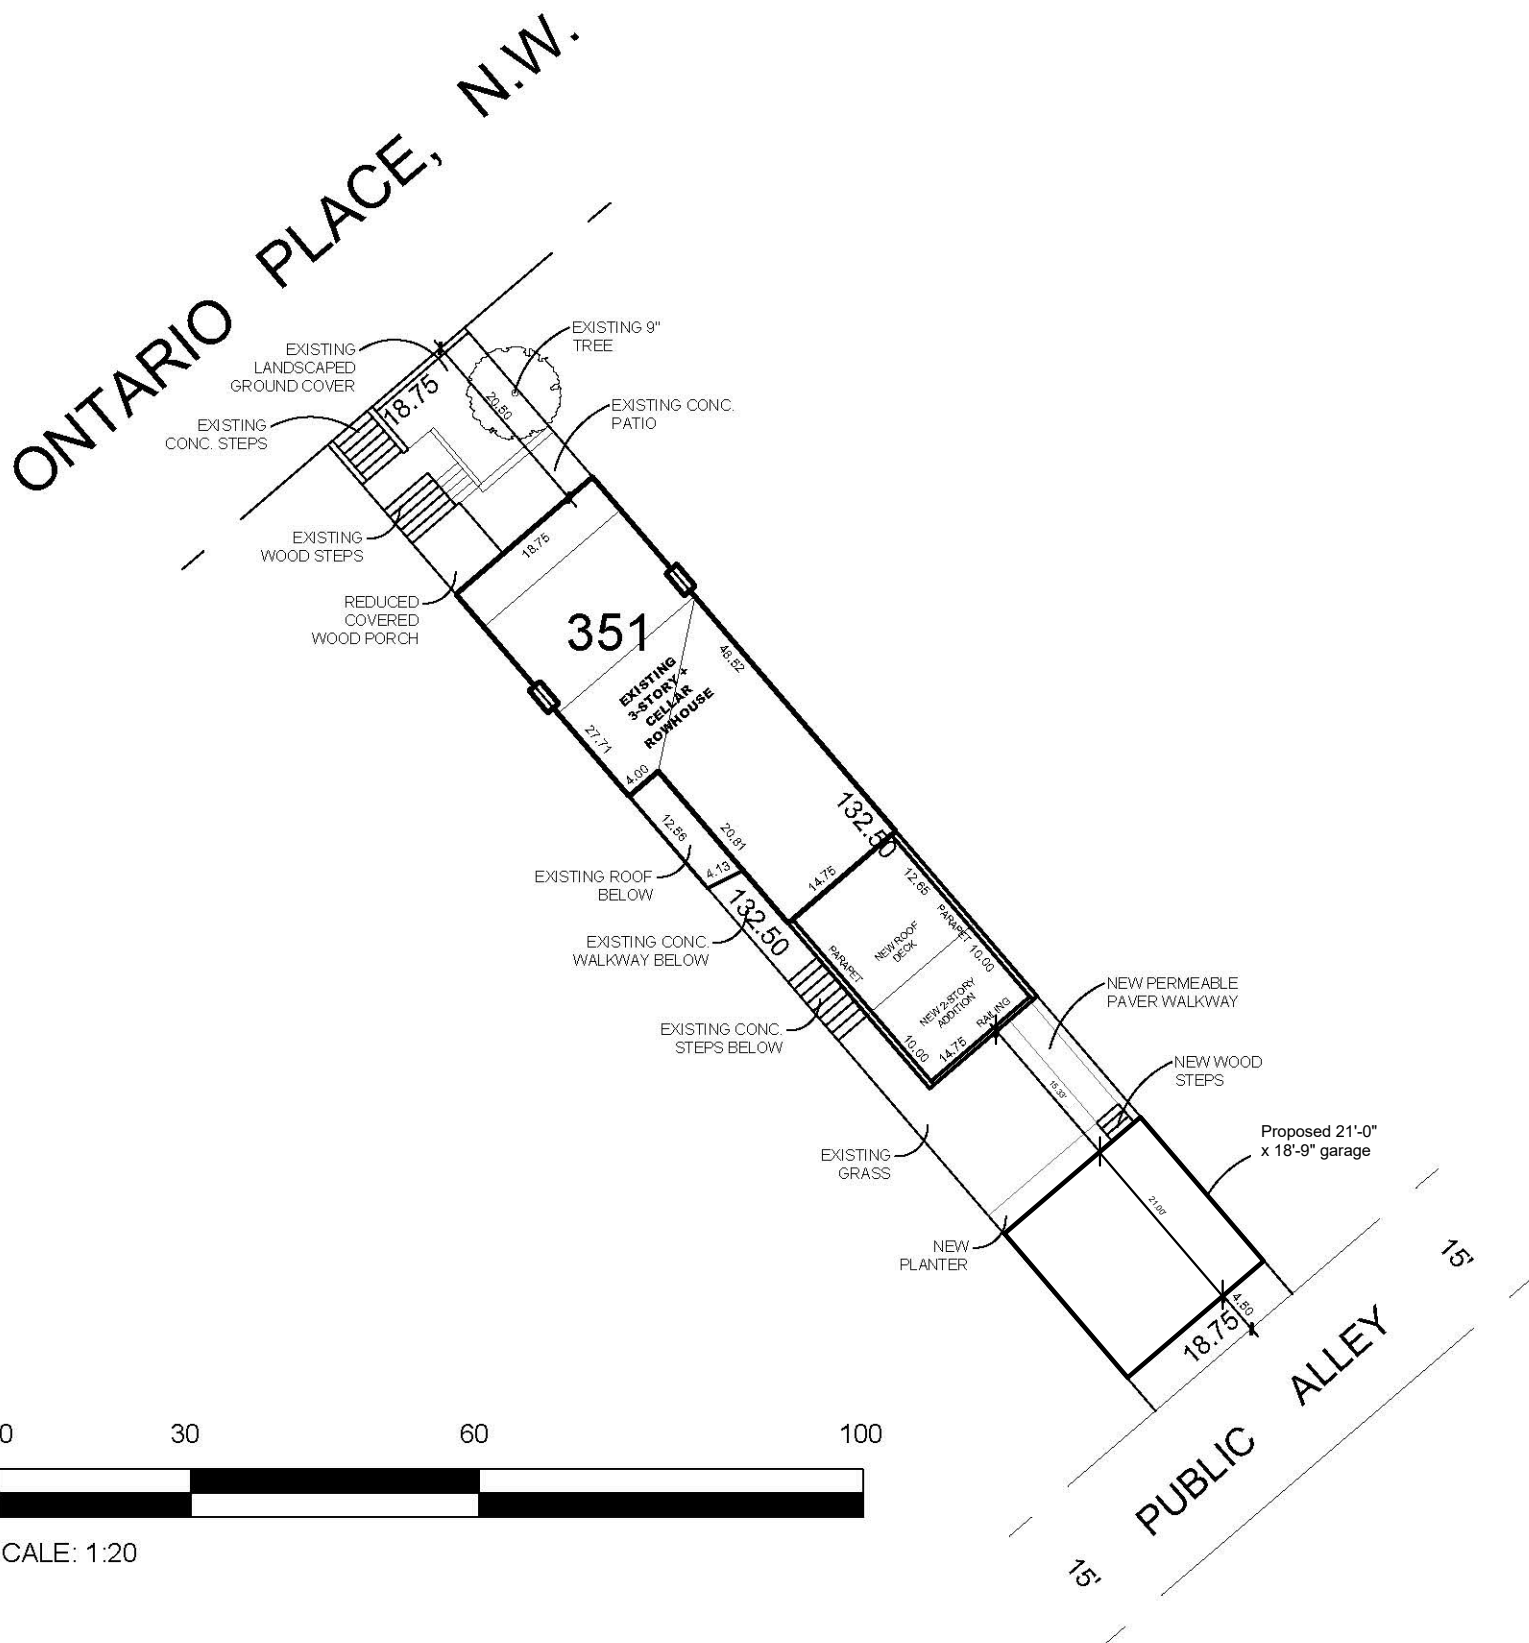 ONTARIO PLACE, N.W.
EXISTING 9"
TREE
EXISTING
LANDSCAPED
GROUND COVER
18.75
20.50
EXISTING CONC.
PATIO
EXISTING
CONC. STEPS
EXISTING
WOOD STEPS
18.75
REDUCED
COVERED
WOOD PORCH
351
48.52
EXISTING
3-STORY +
CELLAR
ROWHOUSE
27.71
4.00
132.50
12.56
20.81
4.13
14.75
12.65
EXISTING ROOF
BELOW
132.50
PARAPET
NEW ROOF
DECK
10.00
EXISTING CONC.
WALKWAY BELOW
PARAPET
NEW 2-STORY
ADDITION
RAILING
NEW PERMEABLE
PAVER WALKWAY
EXISTING CONC.
STEPS BELOW
10.00
14.75
NEW WOOD
STEPS
15.33'
Proposed 21'-0"
x 18'-9" garage
EXISTING
GRASS
21.00'
NEW
PLANTER
15'
4.50
18.75
PUBLIC ALLEY
15'
0 30 60 100
CALE: 1:20